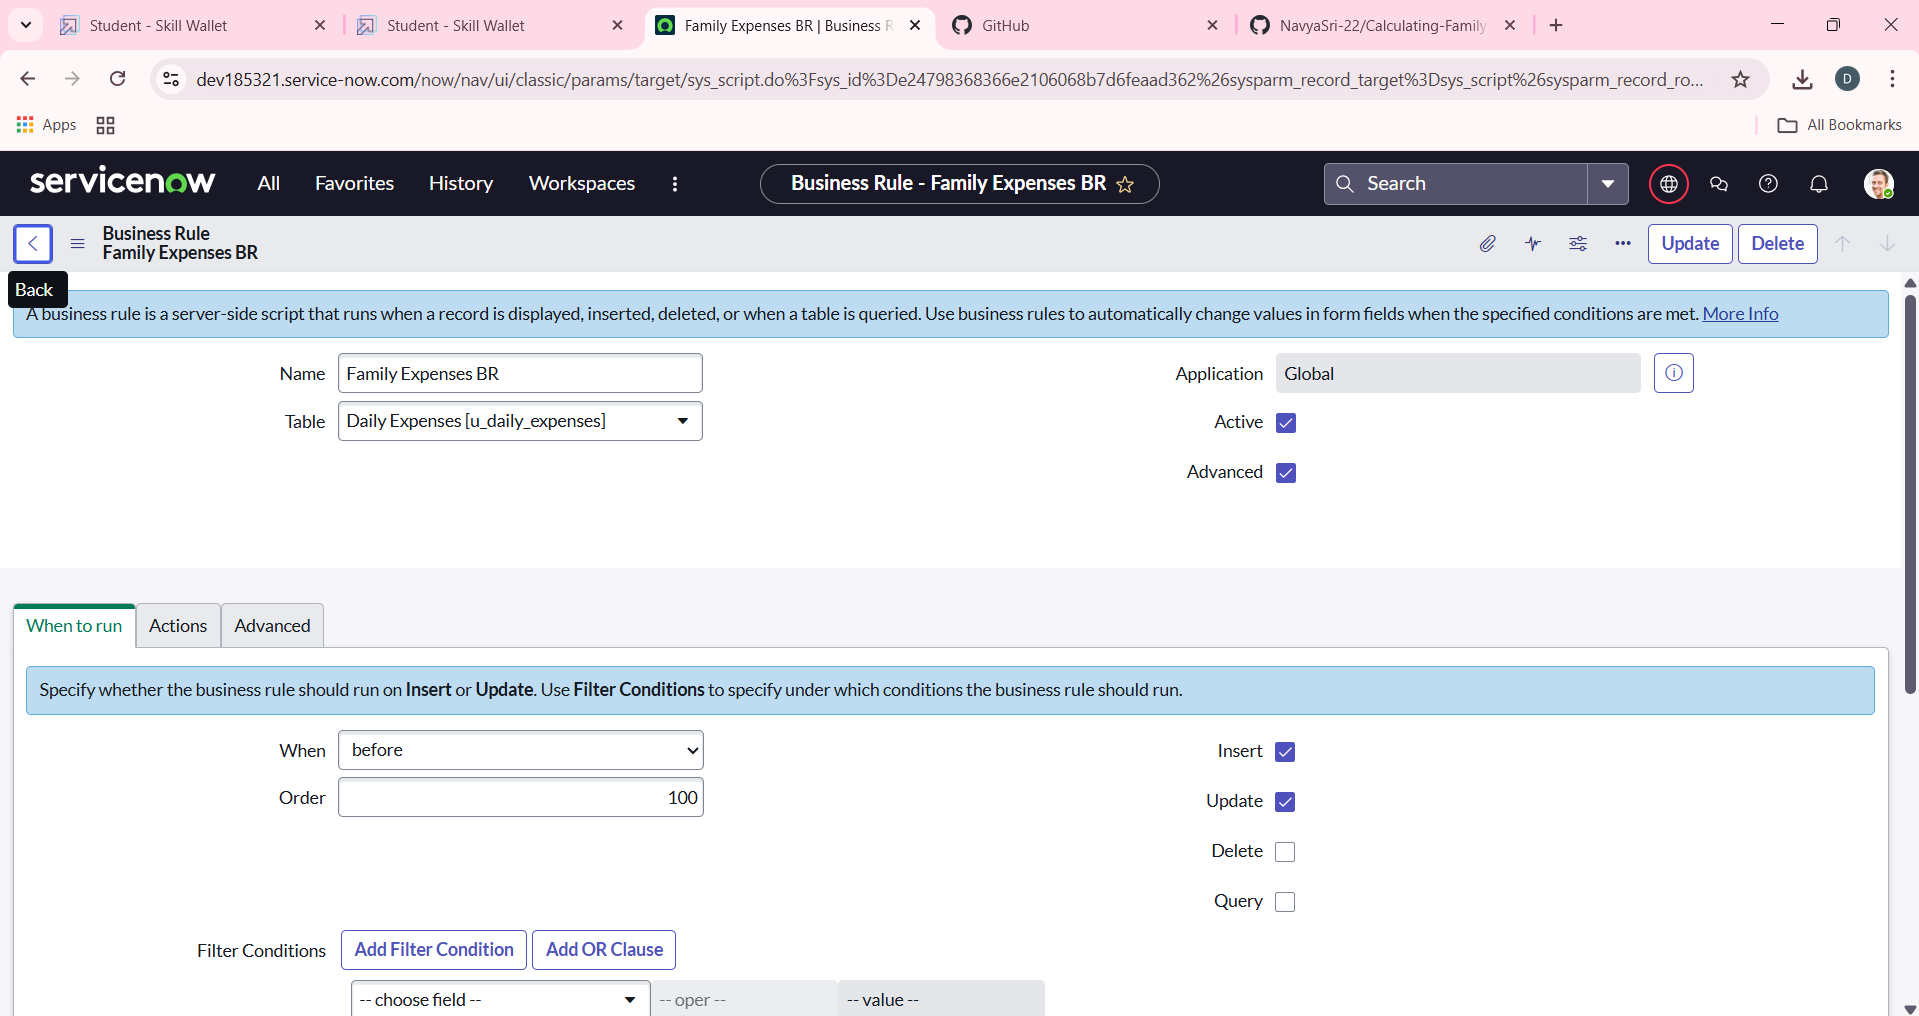 Student - Skill Wallet
Student - Skill Wallet
Family Expenses BR | Business R
GitHub
NavyaSri-22/Calculating-Family
dev185321.service-now.com/now/nav/ui/classic/params/target/sys_script.do%3Fsys_id%3De24798368366e2106068b7d6feaad362%26sysparm_record_target%3Dsys_script%26sysparm_record_ro...
D
Apps
All Bookmarks
servicenow
All
Favorites
History
Workspaces
Business Rule - Family Expenses BR
Search
Business Rule
Family Expenses BR
Update
Delete
Back
A business rule is a server-side script that runs when a record is displayed, inserted, deleted, or when a table is queried. Use business rules to automatically change values in form fields when the specified conditions are met. More Info
Name
Family Expenses BR
Application
Global
Table
Daily Expenses [u_daily_expenses]
Active
Advanced
When to run
Actions
Advanced
Specify whether the business rule should run on Insert or Update. Use Filter Conditions to specify under which conditions the business rule should run.
When
before
Insert
Order
100
Update
Delete
Query
Filter Conditions
Add Filter Condition
Add OR Clause
-- choose field --
-- oper --
-- value --